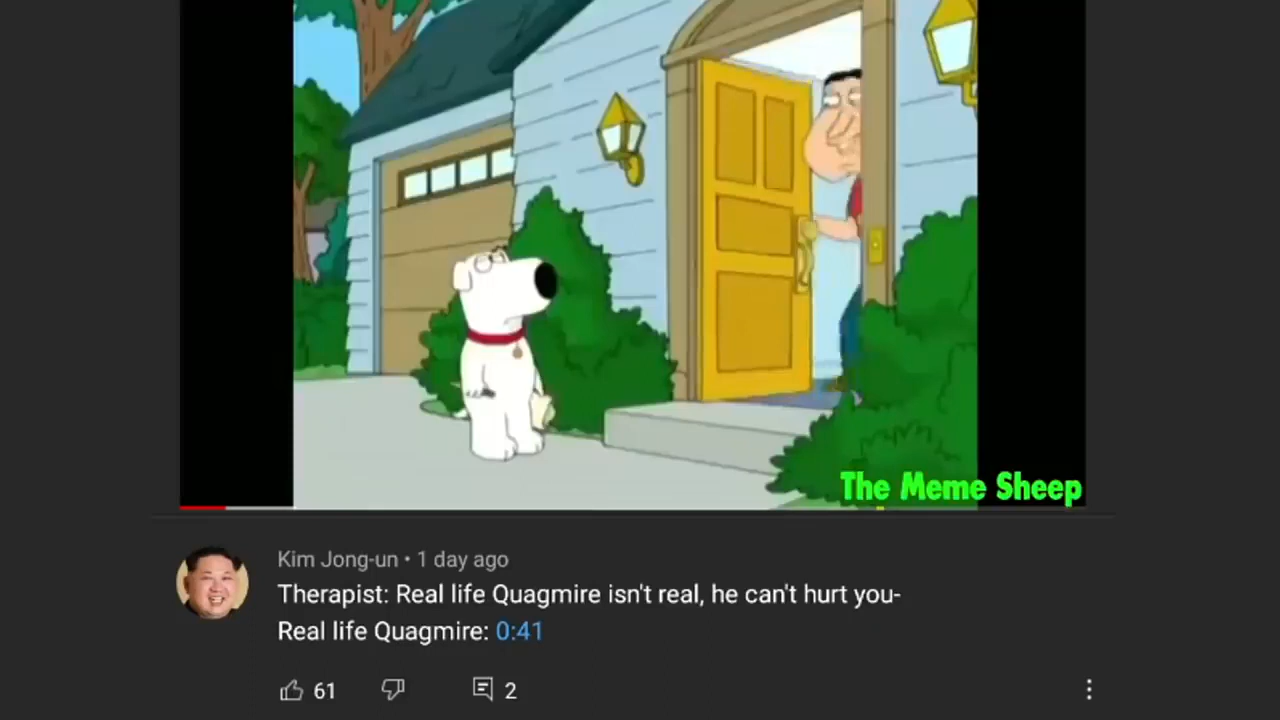 The Meme Sheep
Kim Jong-un • 1 day ago
Therapist: Real life Quagmire isn't real, he can't hurt you-
Real life Quagmire: 0:41
61
2